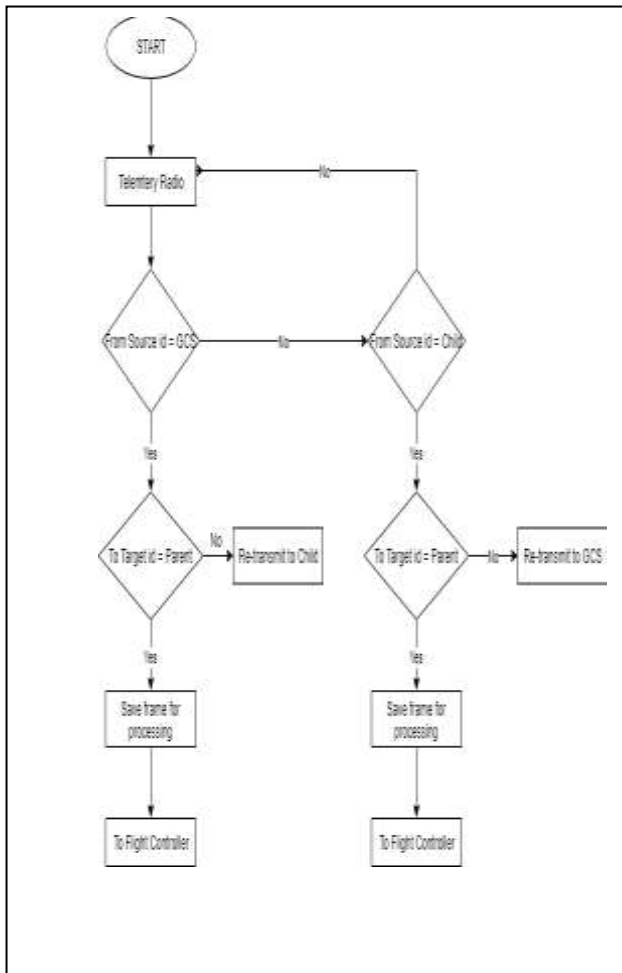 START
Telemtery Radio
No
From Source id = GCS
No
From Source id = Child
Yes
Yes
To Target id = Parent
No
Re-transmit to Child
To Target id = Parent
No
Re-transmit to GCS
Yes
Yes
Save frame for
processing
Save frame for
processing
To Flight Controller
To Flight Controller